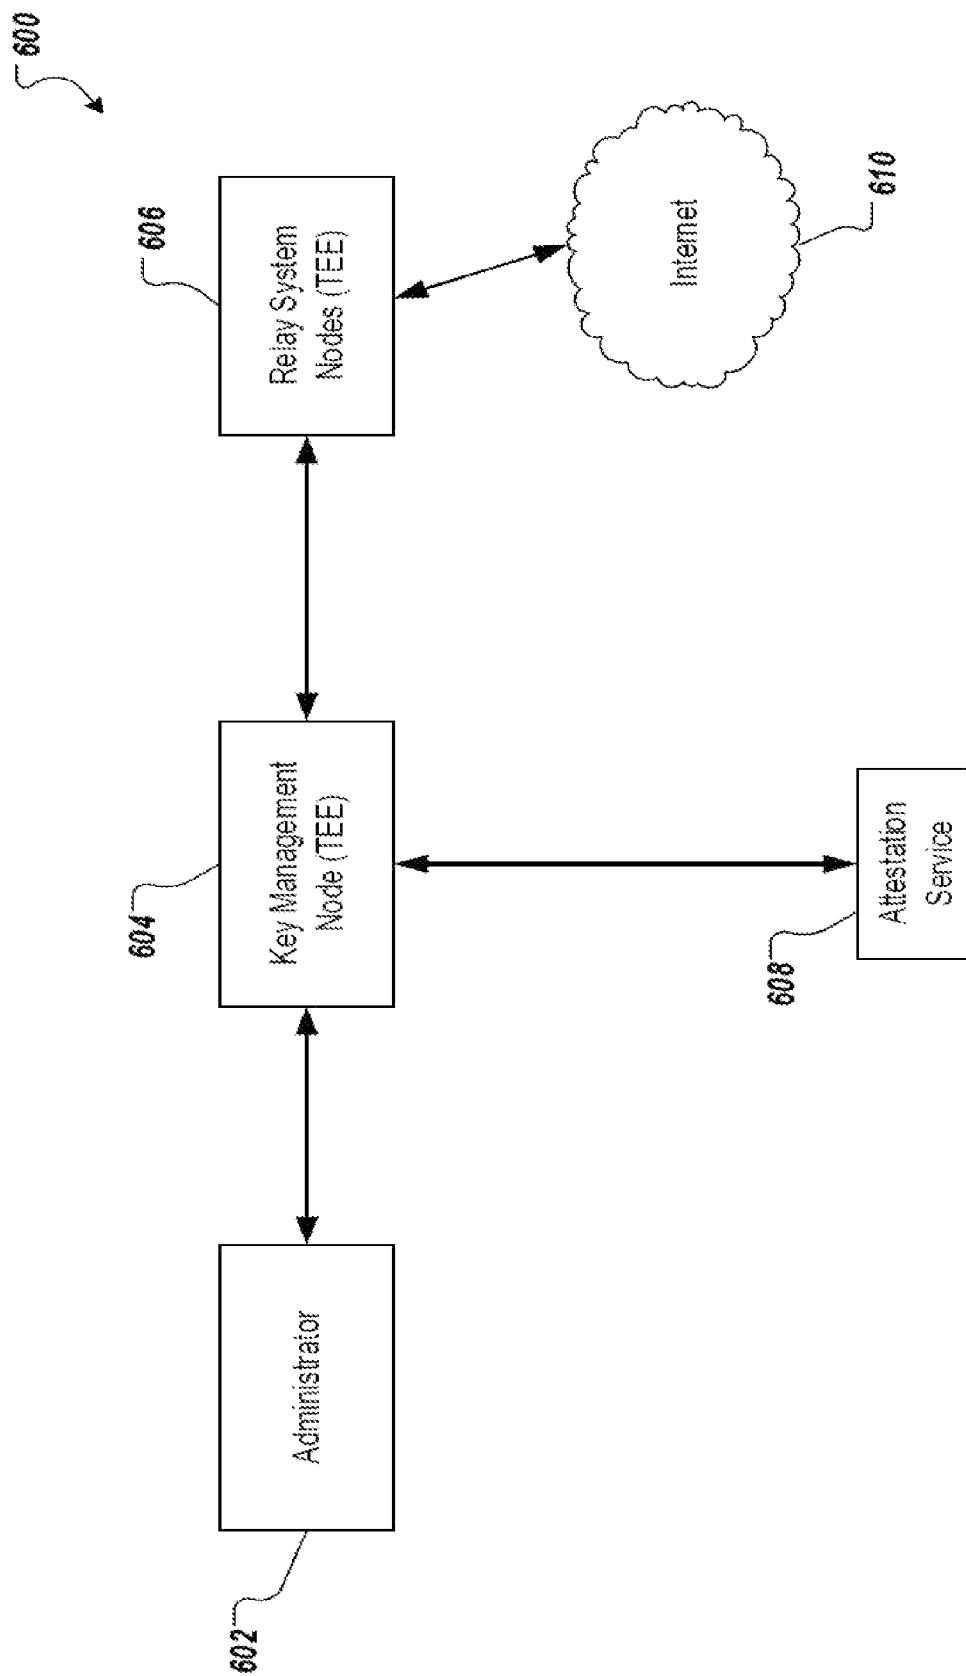 600
606
Relay System
Nodes (TEE)
Internet
610
604
Key Management
Node (TEE)
608
Attestation
Service
602
Administrator